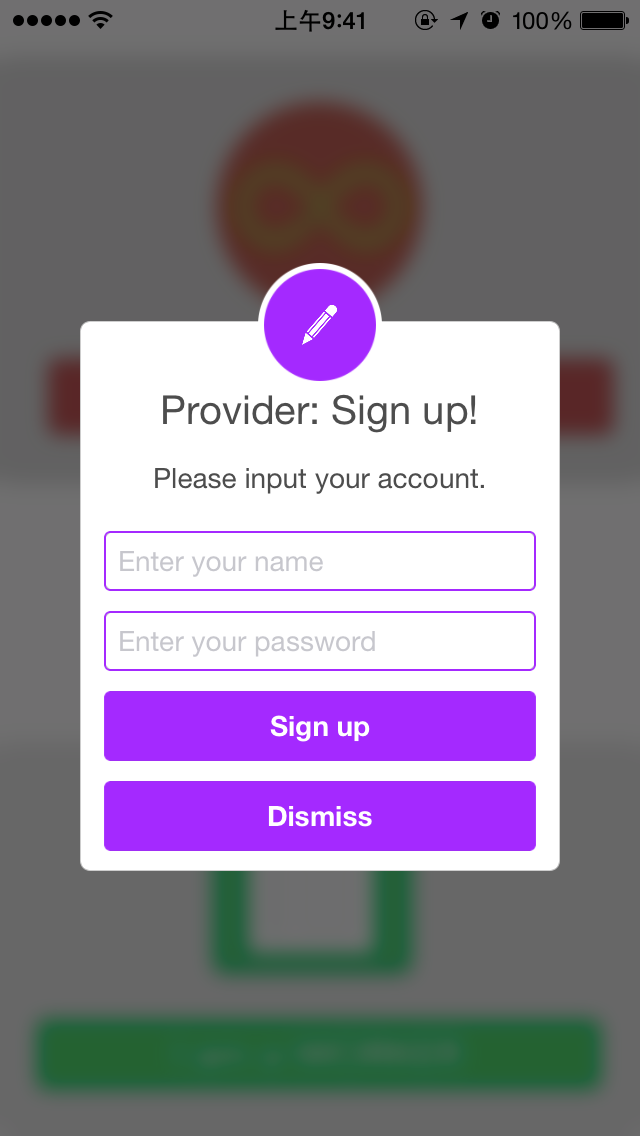 上午9:41 100%
Provider: Sign up!
Please input your account.
Enter your name
Enter your password
Sign up
Dismiss